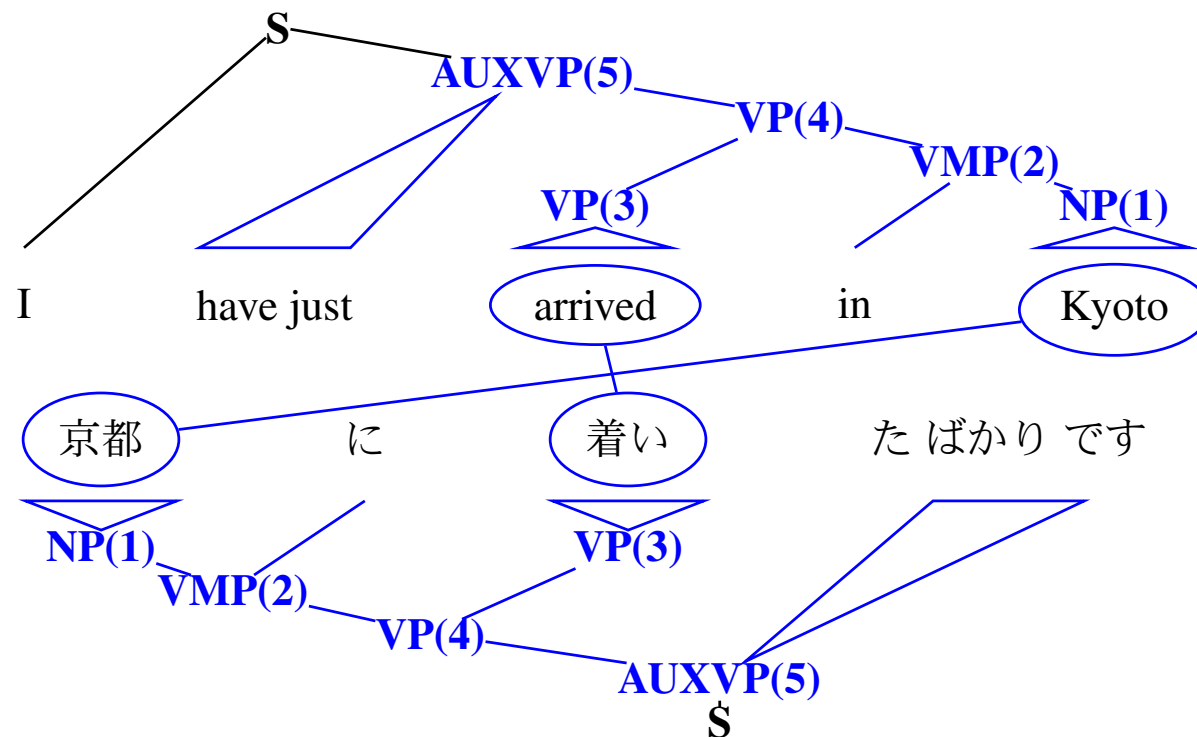 S
AUXVP(5)
VP(4)
VMP(2)
VP(3) NP(1)
I have just arrived in Kyoto
京都 に 着い た ばかり です
NP(1) VP(3)
VMP(2)
VP(4)
AUXVP(5)
S